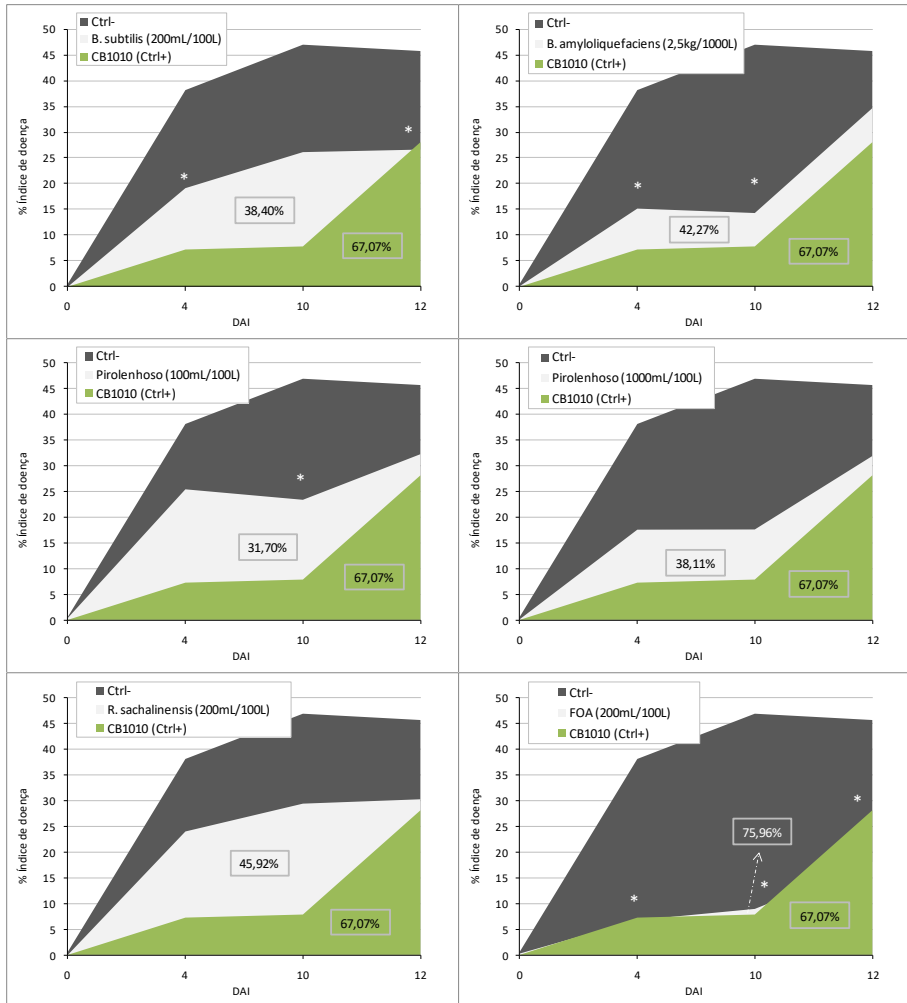 Ctrl-
B. subtilis (200mL/100L)
CB1010 (Ctrl+)
% Índice de doença
50
45
40
35
30
25
20
15
10
5
0
*
*
38,40%
67,07%
0 4 10 12
DAI
Ctrl-
B. amyloliquefaciens (2,5kg/1000L)
CB1010 (Ctrl+)
% Índice de doença
50
45
40
35
30
25
20
15
10
5
0
*
*
42,27%
67,07%
0 4 10 12
DAI
Ctrl-
Pirolenhoso (100mL/100L)
CB1010 (Ctrl+)
% Índice de doença
50
45
40
35
30
25
20
15
10
5
0
*
31,70%
67,07%
0 4 10 12
DAI
Ctrl-
Pirolenhoso (1000mL/100L)
CB1010 (Ctrl+)
% Índice de doença
50
45
40
35
30
25
20
15
10
5
0
38,11%
67,07%
0 4 10 12
DAI
Ctrl-
R. sachalinensis (200mL/100L)
CB1010 (Ctrl+)
% Índice de doença
50
45
40
35
30
25
20
15
10
5
0
45,92%
67,07%
0 4 10 12
DAI
Ctrl-
FOA (200mL/100L)
CB1010 (Ctrl+)
% Índice de doença
50
45
40
35
30
25
20
15
10
5
0
*
75,96%
*
*
67,07%
0 4 10 12
DAI